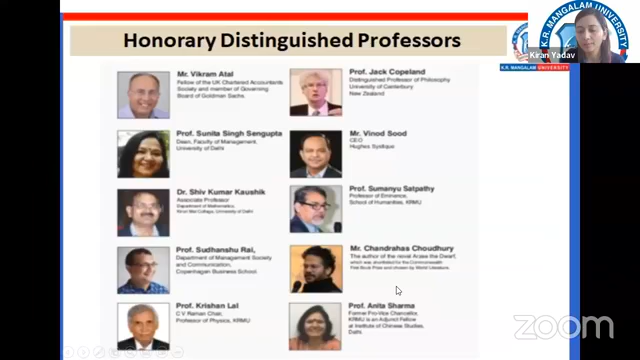 Honorary Distinguished Professors
Mr. Vikram Atal
Fellow of the UK Chartered Accountants
Society and member of Governing
Board of Goldman Sachs.
Prof. Jack Copeland
Distinguished Professor of Philosophy
University of Canterbury
New Zealand
Prof. Sunita Singh Sengupta
Dean, Faculty of Management,
University of Delhi
Mr. Vinod Sood
CEO
Hughes Systique
Dr. Shiv Kumar Kaushik
Associate Professor
Department of Mathematics,
Kirori Mal College, University of Delhi
Prof. Sumanyu Satpathy
Professor of Eminence,
School of Humanities, KRMU
Prof. Sudhanshu Rai,
Department of Management Society
and Communication,
Copenhagen Business School.
Mr. Chandrahas Choudhury
The author of the novel Arzee the Dwarf,
which was shortlisted for the Commonwealth
First Book Prize and chosen by World Literature
Prof. Krishan Lal
C V Raman Chair,
Professor of Physics, KRMU
Prof. Anita Sharma
Former Pro-Vice Chancellor,
KRMU is an Adjunct Fellow
at Institute of Chinese Studies,
Delhi
K.R. MANGALAM UNIVERSITY
Kiran Yadav
K.R. MANGALAM UNIVERSITY
zoom